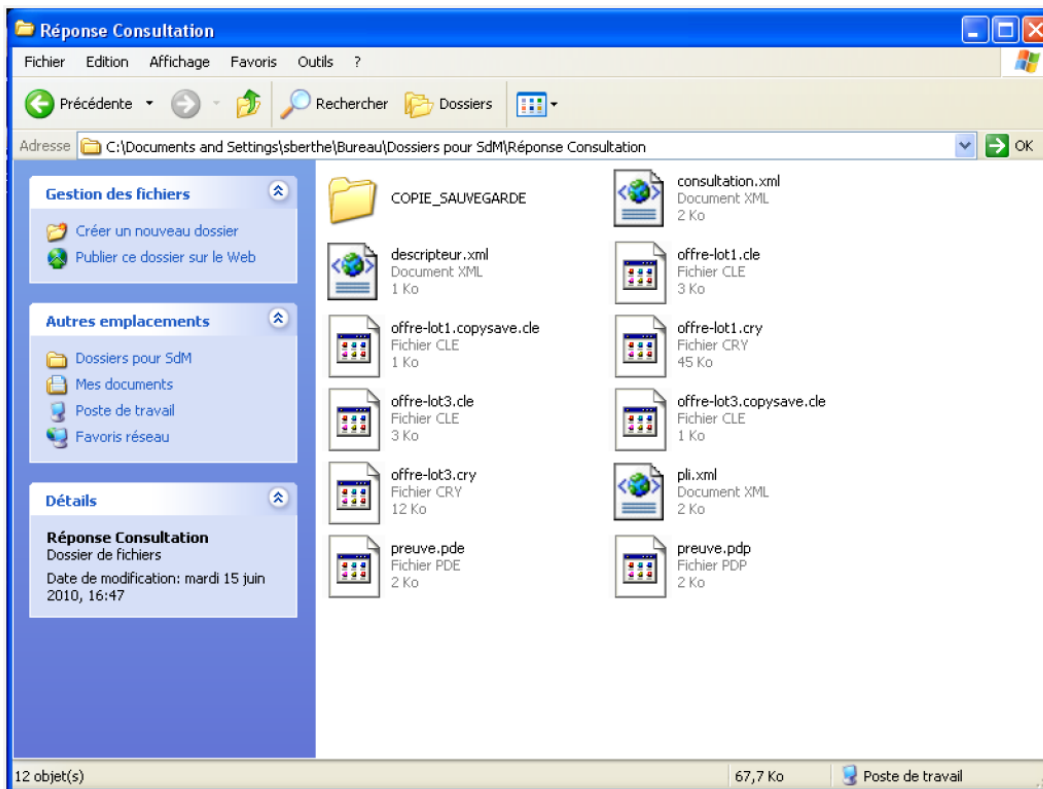 Réponse Consultation
Fichier Edition Affichage Favoris Outils ?
Précédente Rechercher Dossiers
Adresse C:\Documents and Settings\sberthe\Bureau\Dossiers pour SdM\Réponse Consultation OK
Gestion des fichiers
Créer un nouveau dossier
Publier ce dossier sur le Web
Autres emplacements
Dossiers pour SdM
Mes documents
Poste de travail
Favoris réseau
Détails
Réponse Consultation
Dossier de fichiers
Date de modification: mardi 15 juin
2010, 16:47
COPIE_SAUVEGARDE
consultation.xml
Document XML
2 Ko
descripteur.xml
Document XML
1 Ko
offre-lot1.cle
Fichier CLE
3 Ko
offre-lot1.copysave.cle
Fichier CLE
1 Ko
offre-lot1.cry
Fichier CRY
45 Ko
offre-lot3.cle
Fichier CLE
3 Ko
offre-lot3.copysave.cle
Fichier CLE
1 Ko
offre-lot3.cry
Fichier CRY
12 Ko
pli.xml
Document XML
2 Ko
preuve.pde
Fichier PDE
2 Ko
preuve.pdp
Fichier PDP
2 Ko
12 objet(s) 67,7 Ko Poste de travail